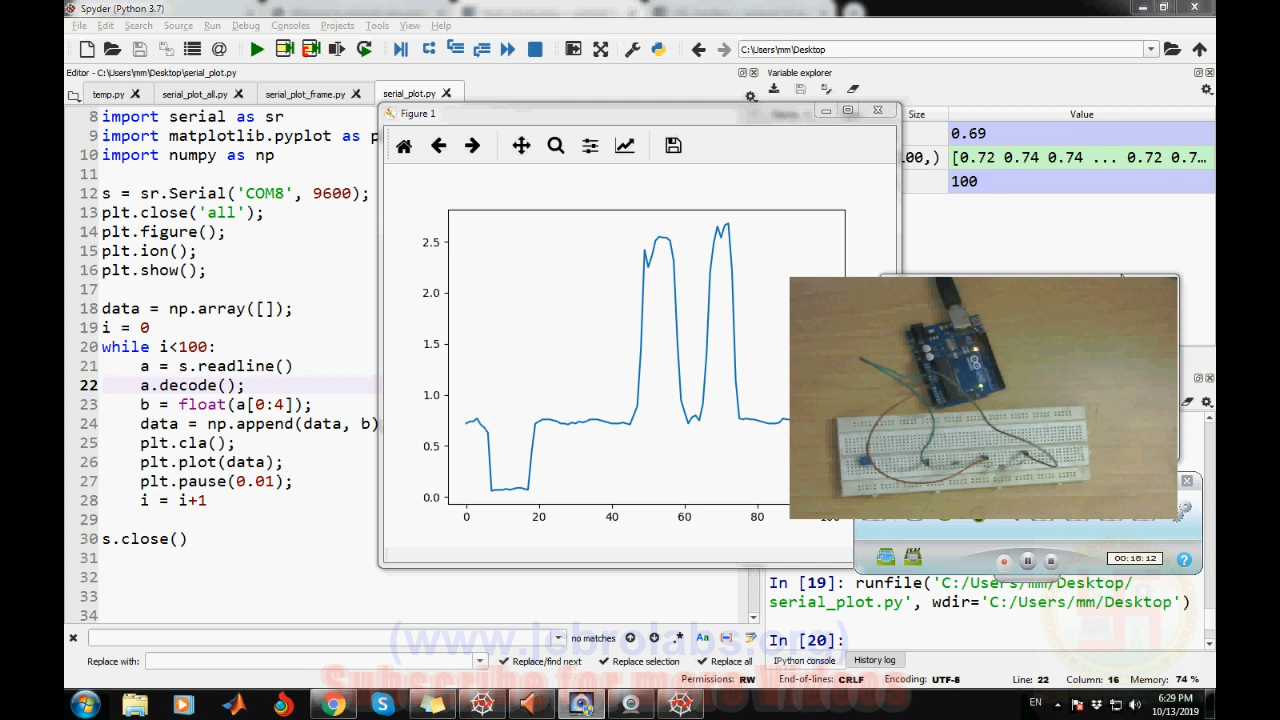 Spyder (Python 3.7)
File Edit Search Source Run Debug Consoles Projects Tools View Help
C:\Users\mm\Desktop
Editor - C:\Users\mm\Desktop\serial_plot.py
Variable explorer
temp.py serial_plot_all.py serial_plot_frame.py serial_plot.py
Size Value
0.69
00,) [0.72 0.74 0.74 ... 0.72 0.7...
100
8 import serial as sr
9 import matplotlib.pyplot as p
10 import numpy as np
11
12 s = sr.Serial('COM8', 9600);
13 plt.close('all');
14 plt.figure();
15 plt.ion();
16 plt.show();
17
18 data = np.array([]);
19 i = 0
20 while i<100:
21 a = s.readline()
22 a.decode();
23 b = float(a[0:4]);
24 data = np.append(data, b)
25 plt.cla();
26 plt.plot(data);
27 plt.pause(0.01);
28 i = i+1
29
30 s.close()
31
32
33
34
Figure 1
2.5
2.0
1.5
1.0
0.5
0.0
0 20 40 60 80 100
00:18:12
In [19]: runfile('C:/Users/mm/Desktop/
serial_plot.py', wdir='C:/Users/mm/Desktop')
In [20]:
(www.jcbrolabs.org)
Subscribe for more Videos
no matches Aa
Replace with: Replace/find next Replace selection Replace all
IPython console History log
Permissions: RW End-of-lines: CRLF Encoding: UTF-8 Line: 22 Column: 16 Memory: 74 %
EN 6:29 PM
10/13/2019